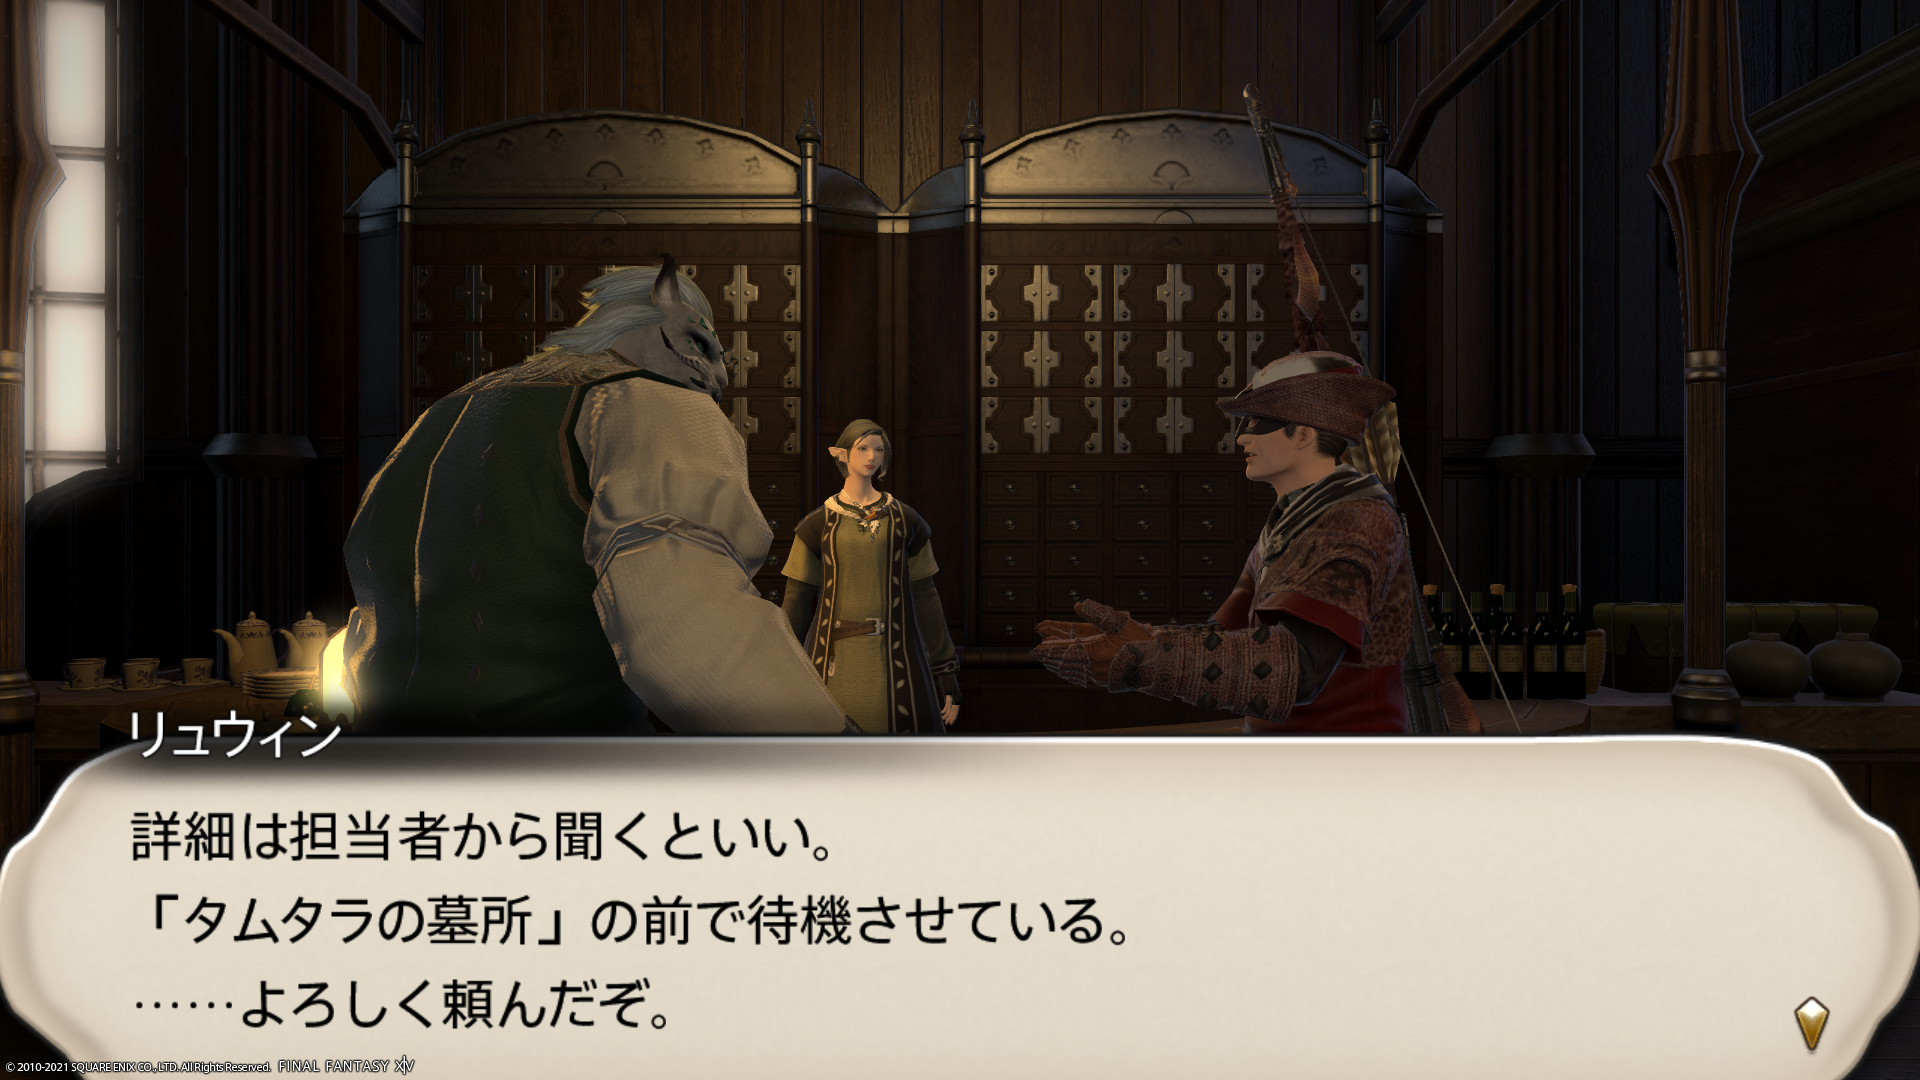 リュウィン
詳細は担当者から聞くといい。
「タムタラの墓所」の前で待機させている。
……よろしく頼んだぞ。
© 2010-2021 SQUARE ENIX CO., LTD. All Rights Reserved. FINAL FANTASY XIV